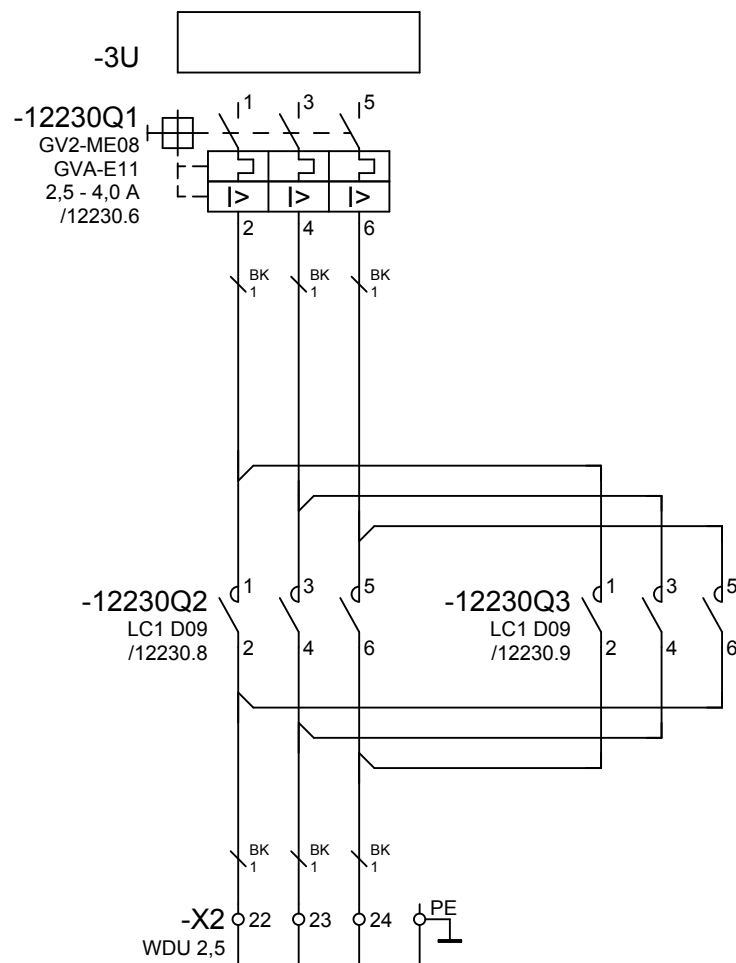 -3U
1 3 5
-12230Q1
GV2-ME08
GVA-E11
2,5 - 4,0 A
/12230.6
I> I> I>
2 4 6
BK BK BK
1 1 1
1 3 5 1 3 5
-12230Q2 -12230Q3
LC1 D09 LC1 D09
/12230.8 /12230.9
2 4 6 2 4 6
BK BK BK
1 1 1
PE
-X2 22 23 24
WDU 2,5